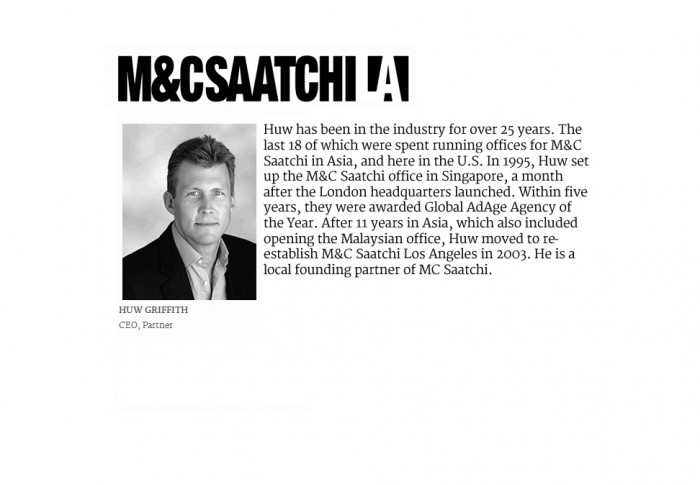 M&CSAATCHI LA
Huw has been in the industry for over 25 years. The
last 18 of which were spent running offices for M&C
Saatchi in Asia, and here in the U.S. In 1995, Huw set
up the M&C Saatchi office in Singapore, a month
after the London headquarters launched. Within five
years, they were awarded Global AdAge Agency of
the Year. After 11 years in Asia, which also included
opening the Malaysian office, Huw moved to re-
establish M&C Saatchi Los Angeles in 2003. He is a
local founding partner of MC Saatchi.
HUW GRIFFITH
CEO, Partner